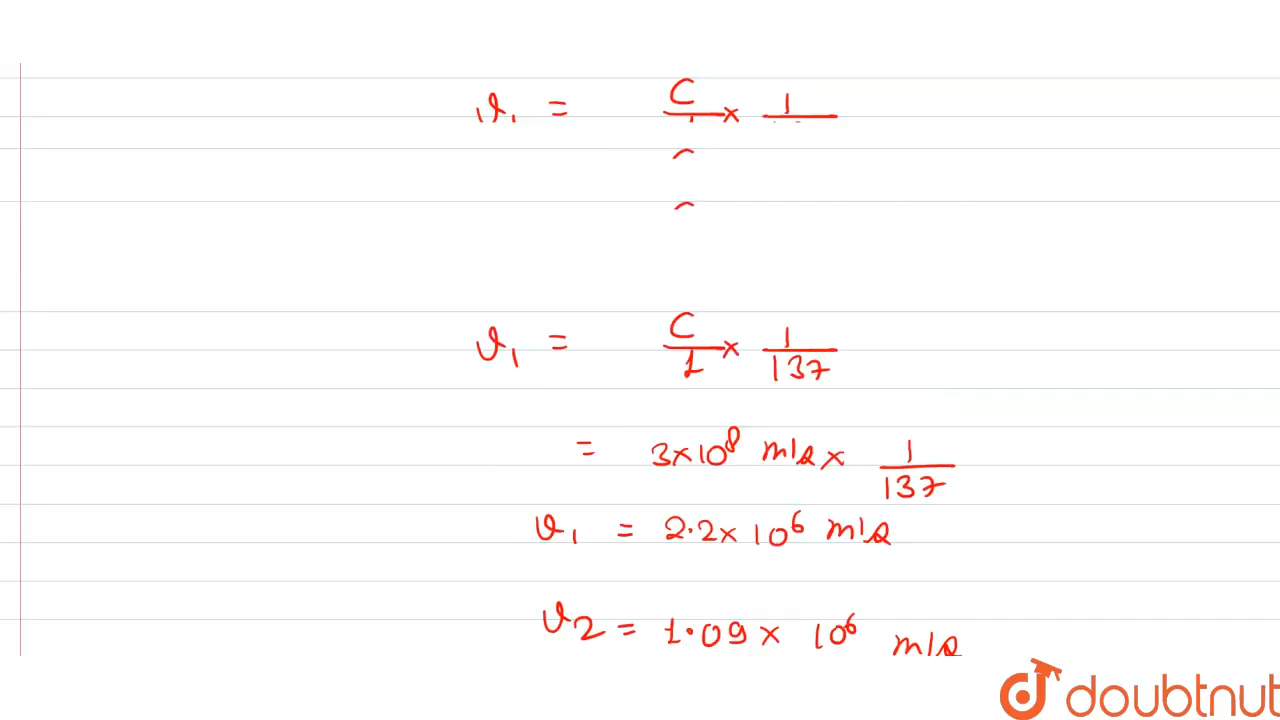 v₁ = C/ × 1/
v₁ = C/1 × 1/137
= 3×10⁸ m/s × 1/137
v₁ = 2.2 × 10⁶ m/s
v₂ = 1.09 × 10⁶ m/s
doubtnut